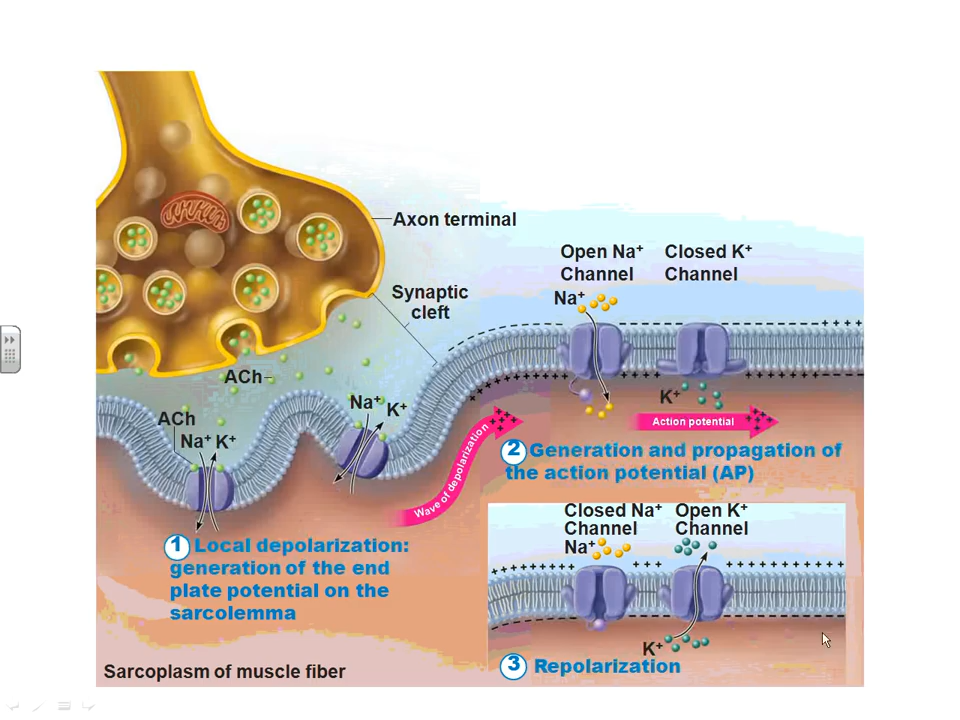 Axon terminal
Open Na+
Channel
Closed K+
Channel
Synaptic
cleft
Na+
ACh
Na+ K+
K+
ACh
Na+ K+
Action potential
Wave of depolarization
2 Generation and propagation of
the action potential (AP)
Closed Na+
Channel
Open K+
Channel
Na+
1 Local depolarization:
generation of the end
plate potential on the
sarcolemma
K+
3 Repolarization
Sarcoplasm of muscle fiber